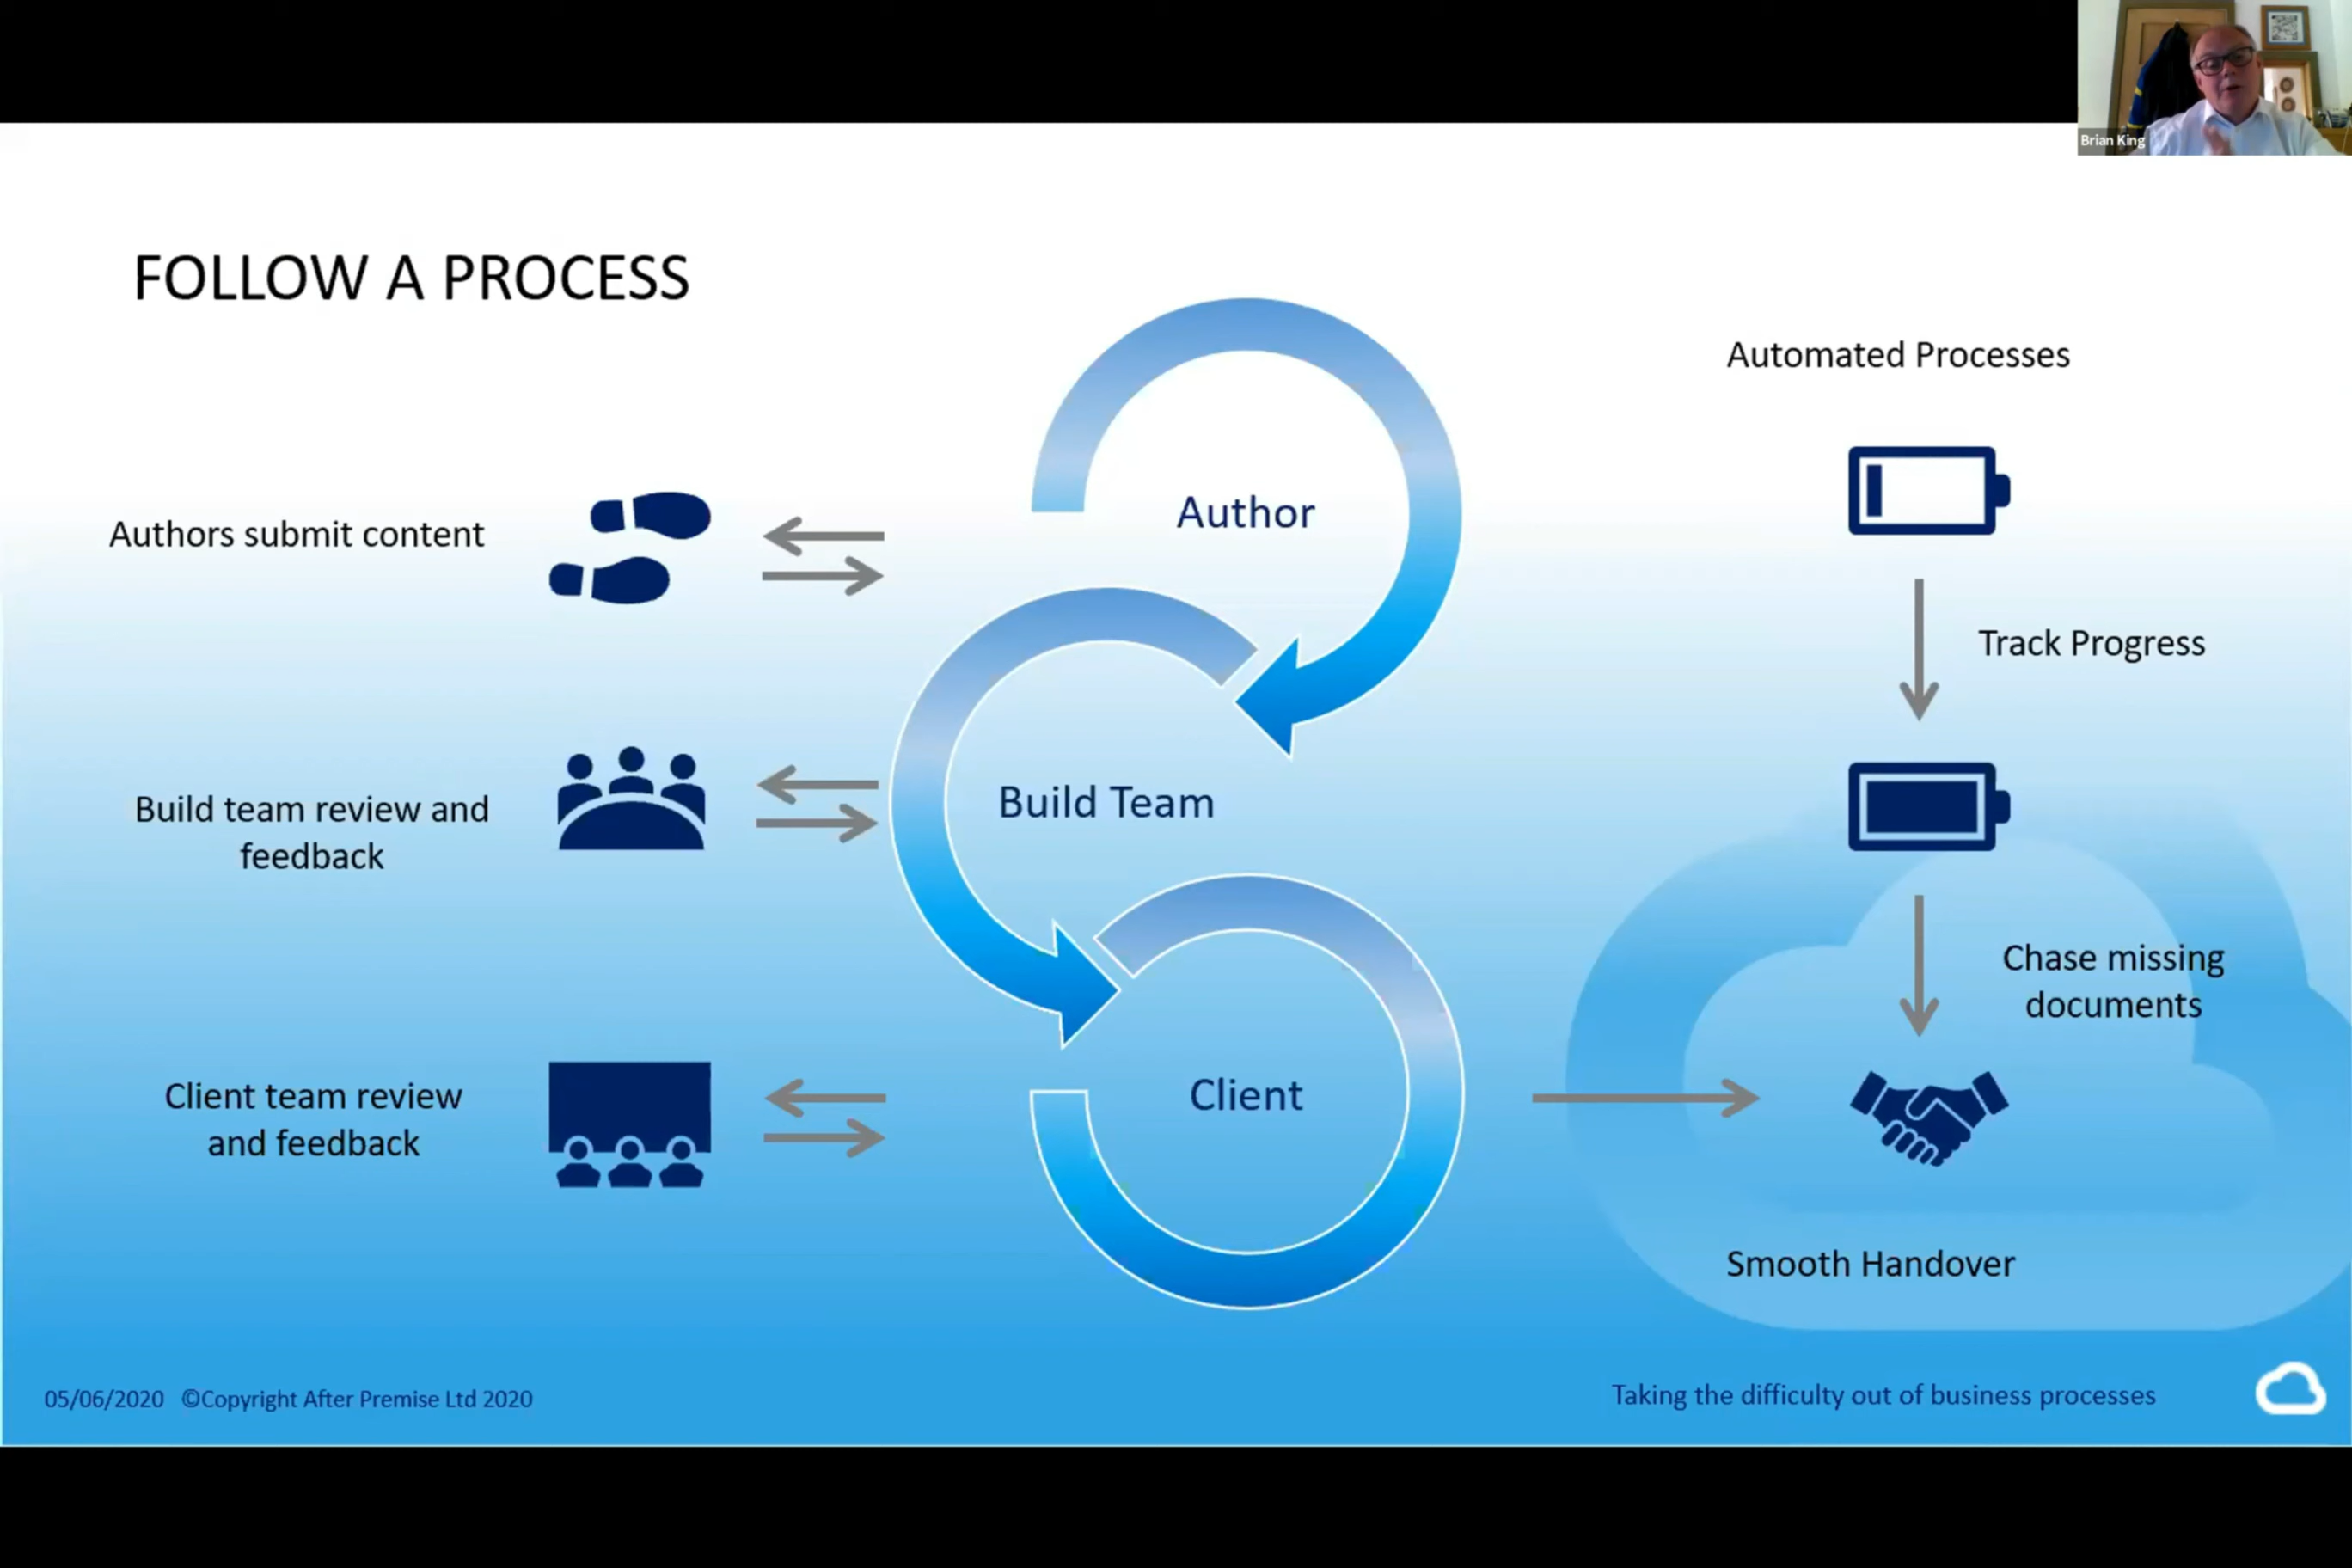 Brian King
FOLLOW A PROCESS
Automated Processes
Author
Authors submit content
Track Progress
Build Team
Build team review and
feedback
Chase missing
documents
Client team review
and feedback
Client
Smooth Handover
05/06/2020 ©Copyright After Premise Ltd 2020
Taking the difficulty out of business processes